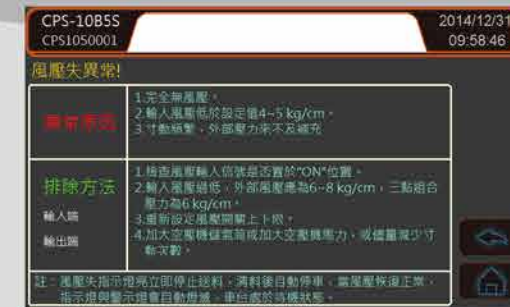 CPS-10B5S
CPS1050001
2014/12/31
09:58:46
風壓失異常!
異常原因
1.完全無風壓。
2.輸入風壓低於設定值4~5 kg/cm。
3.寸動頻繁、外部壓力來不及補充
排除方法
輸入端
輸出端
1.檢查風壓輸入信號是否置於"ON"位置。
2.輸入風壓過低,外部風壓應為6~8 kg/cm,三點組合
壓力為6 kg/cm。
3.重新設定風壓開關上下限。
4.加大空壓機儲氣筒或加大空壓機馬力,或儘量減少寸
動次數。
註:風壓失指示燈亮立即停止送料,清料後自動停車,當風壓恢復正常,
指示燈與警示燈會自動熄滅,車台處於待機狀態。